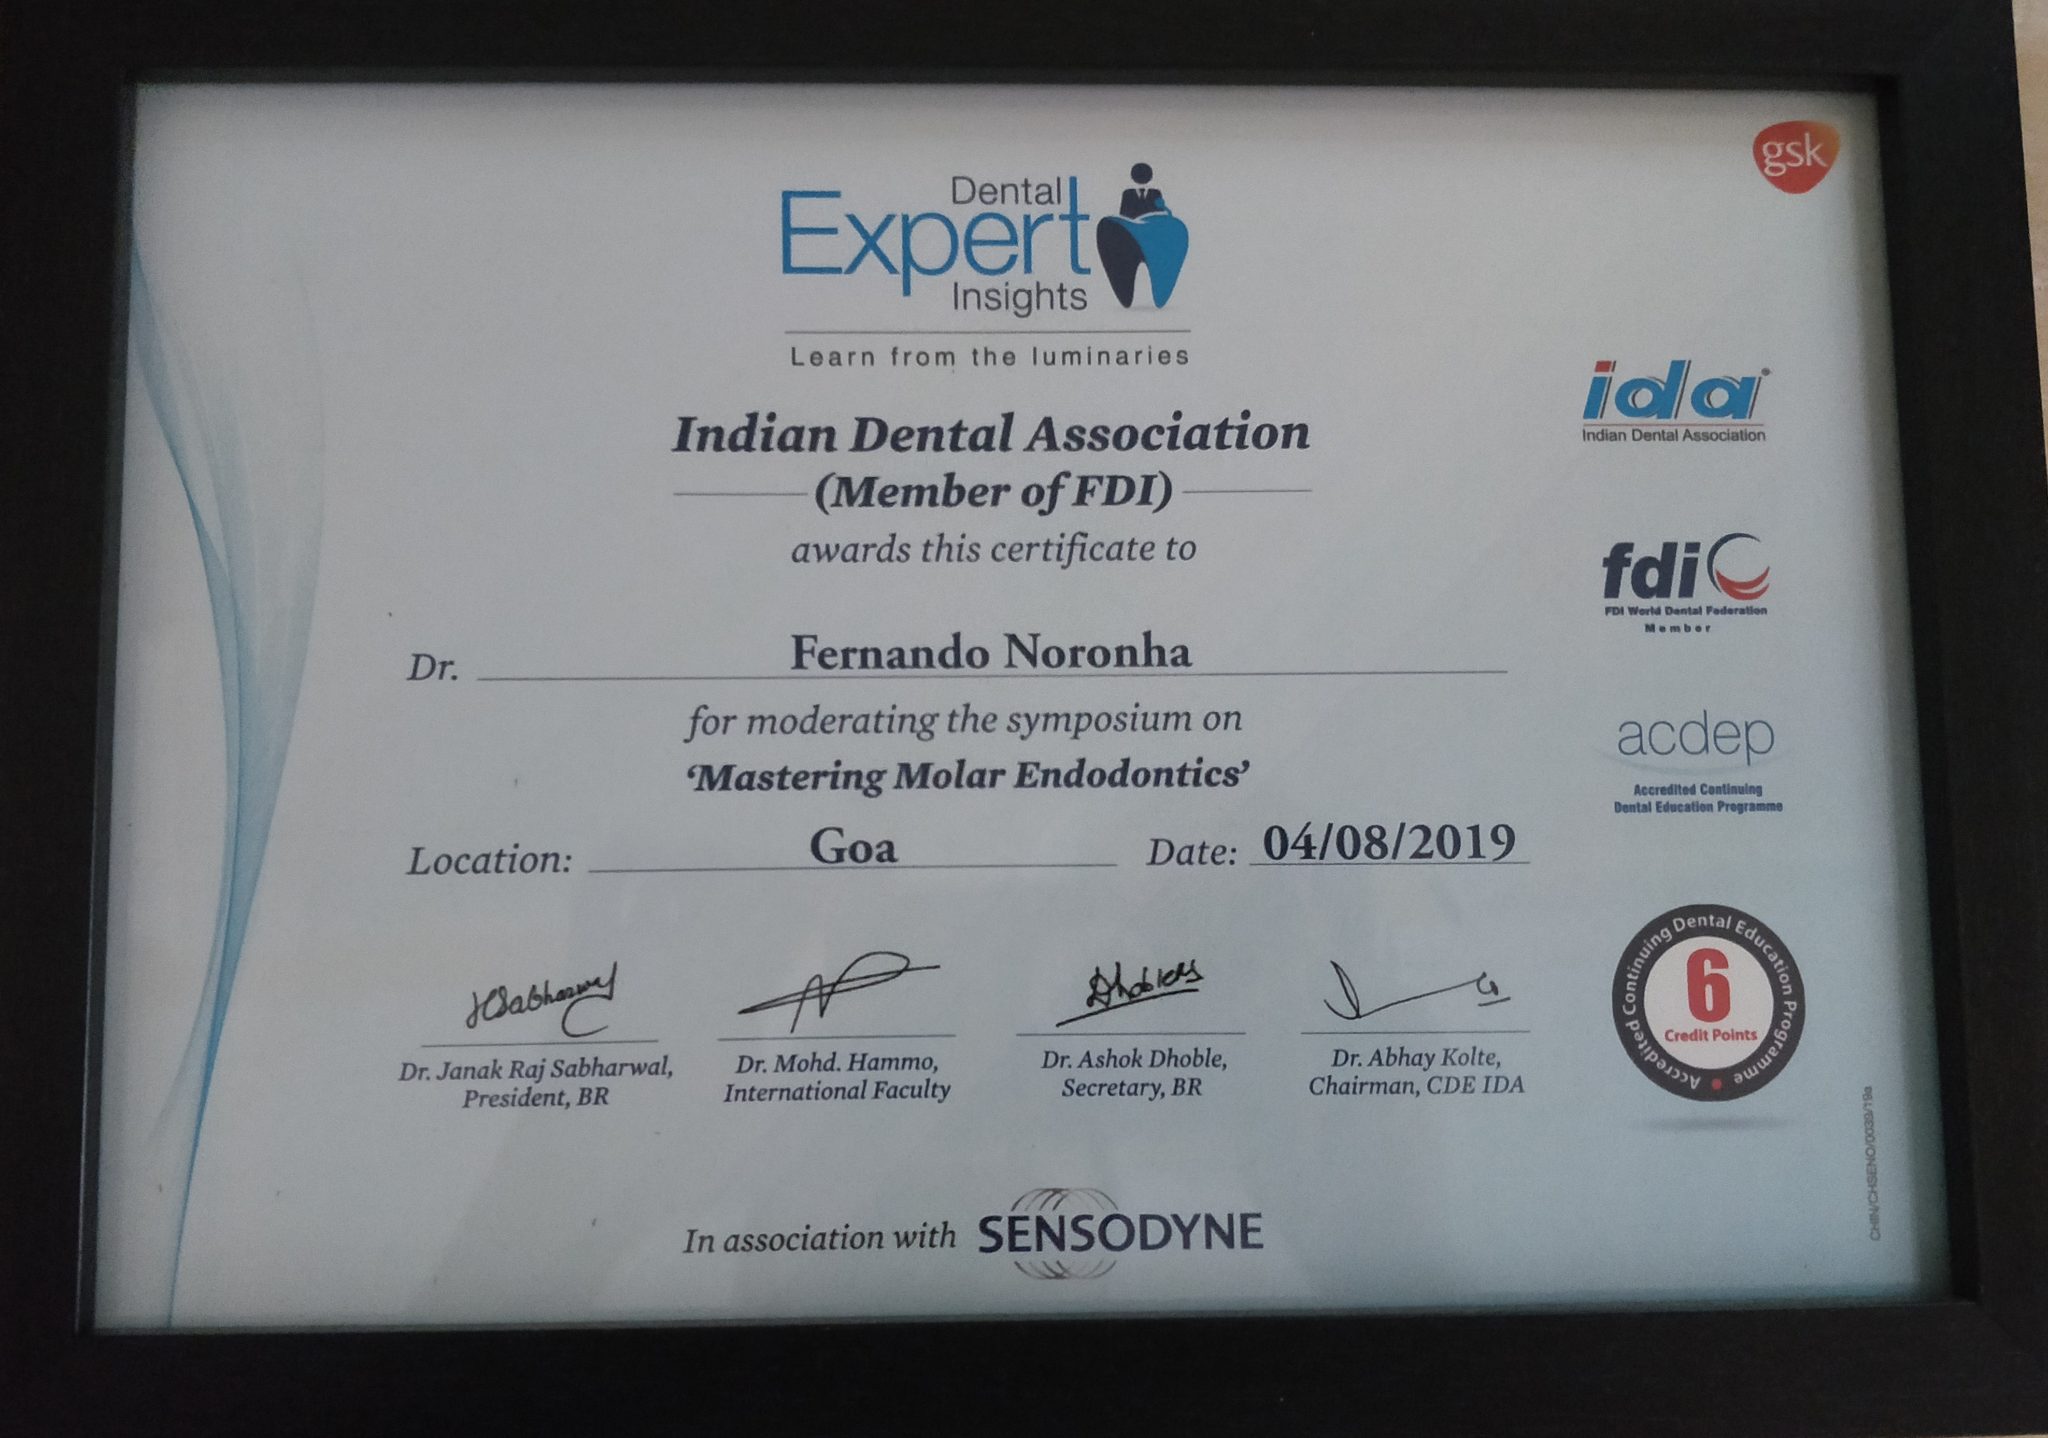 gsk
Dental
Expert
Insights
Learn from the luminaries
Indian Dental Association
(Member of FDI)
awards this certificate to
Dr. Fernando Noronha
for moderating the symposium on
‘Mastering Molar Endodontics’
Location: Goa Date: 04/08/2019
Dr. Janak Raj Sabharwal,
President, BR
Dr. Mohd. Hammo,
International Faculty
Dr. Ashok Dhoble,
Secretary, BR
Dr. Abhay Kolte,
Chairman, CDE IDA
In association with SENSODYNE
ida
Indian Dental Association
fdi
FDI World Dental Federation
Member
acdep
Accredited Continuing
Dental Education Programme
Accredited Continuing Dental Education Programme
6
Credit Points
CHIN/CHSENO/0039/19a